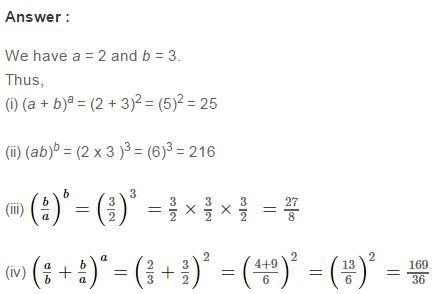 Answer :
We have a = 2 and b = 3.
Thus,
(i) (a + b)ᵃ = (2 + 3)² = (5)² = 25
(ii) (ab)ᵇ = (2 x 3 )³ = (6)³ = 216
(iii) (b/a)ᵇ = (3/2)³ = 3/2 × 3/2 × 3/2 = 27/8
(iv) (a/b + b/a)ᵃ = (2/3 + 3/2)² = (4+9/6)² = (13/6)² = 169/36